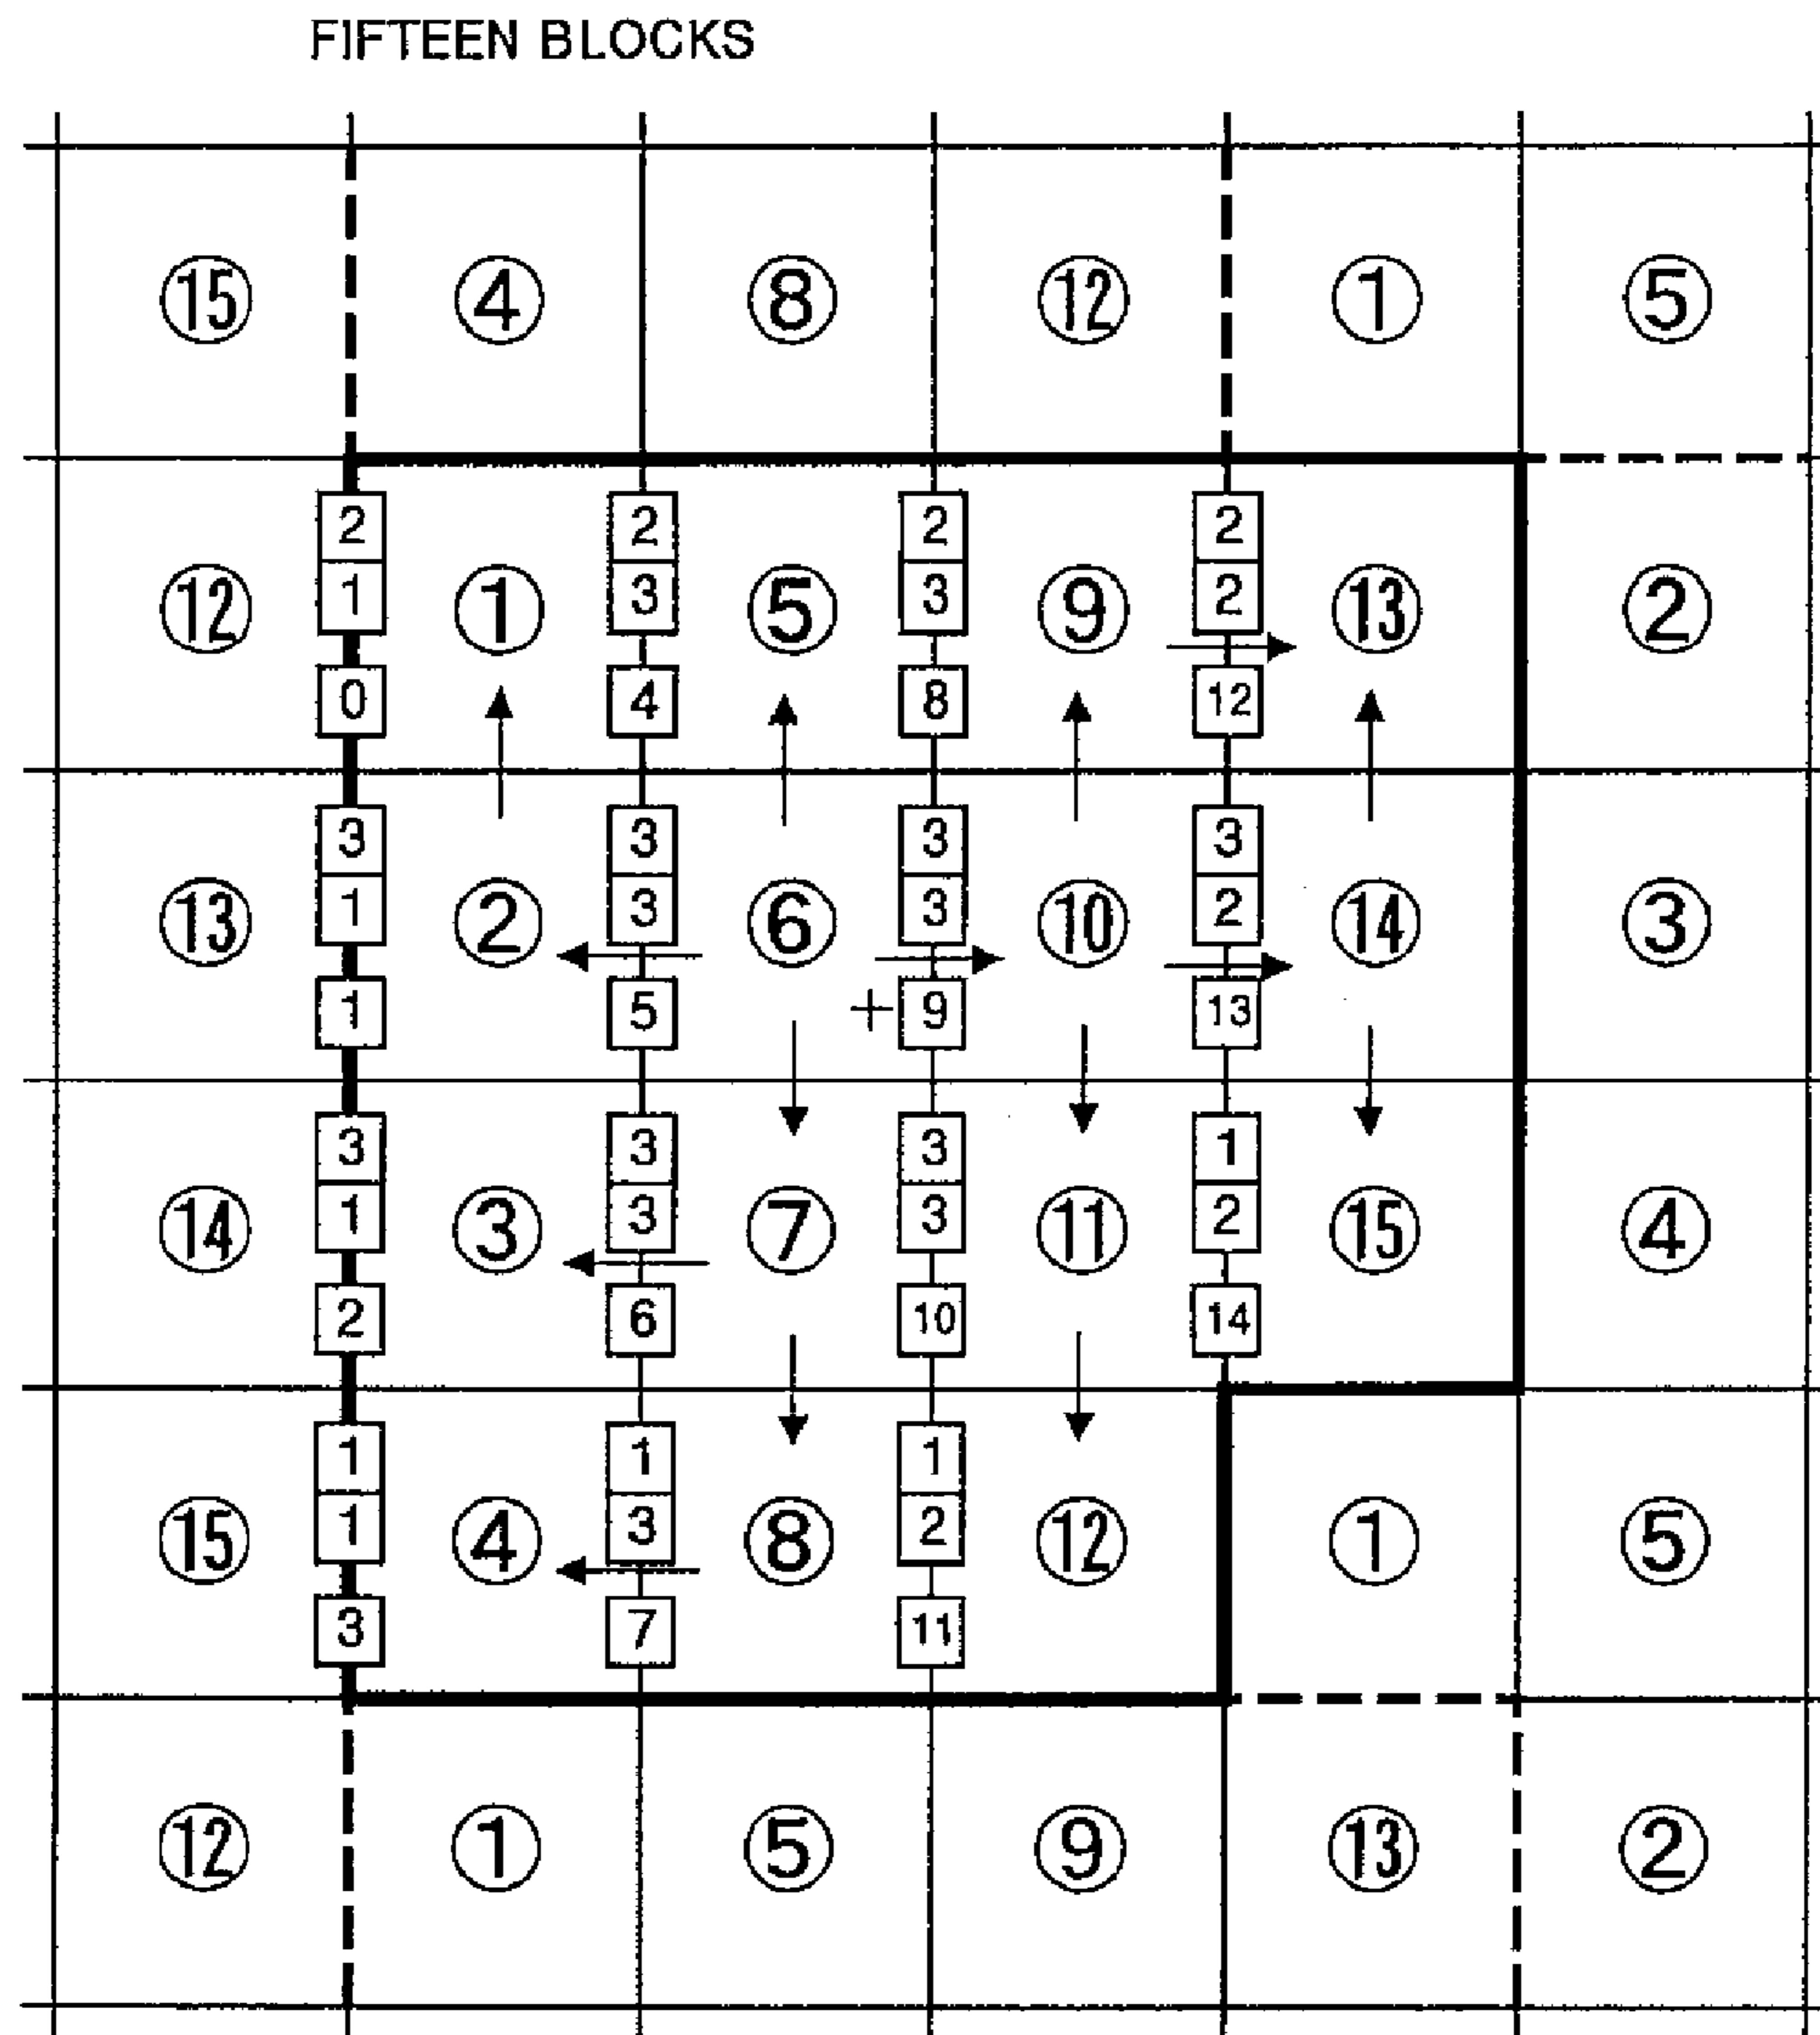 FIFTEEN BLOCKS
⑮ ④ ⑧ ⑫ ① ⑤
2 2 2 2
⑫ 1 ① 3 ⑤ 3 ⑨ 2 ⑬ ②
0 4 8 12
3 3 3 3
⑬ 1 ② 3 ⑥ 3 ⑩ 2 ⑭ ③
1 5 + 9 13
3 3 3 1
⑭ 1 ③ 3 ⑦ 3 ⑪ 2 ⑮ ④
2 6 10 14
1 1 1
⑮ 1 ④ 3 ⑧ 2 ⑫ ① ⑤
3 7 11
⑫ ① ⑤ ⑨ ⑬ ②